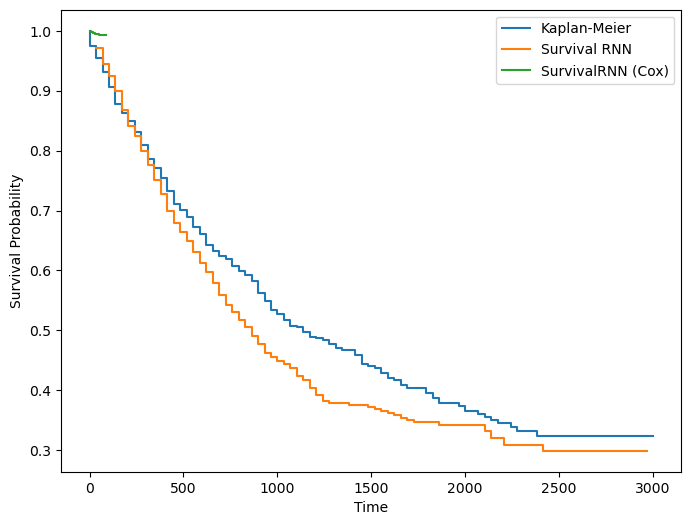 Kaplan-Meier
Survival RNN
SurvivalRNN (Cox)
Survival Probability
1.0
0.9
0.8
0.7
0.6
0.5
0.4
0.3
0 500 1000 1500 2000 2500 3000
Time